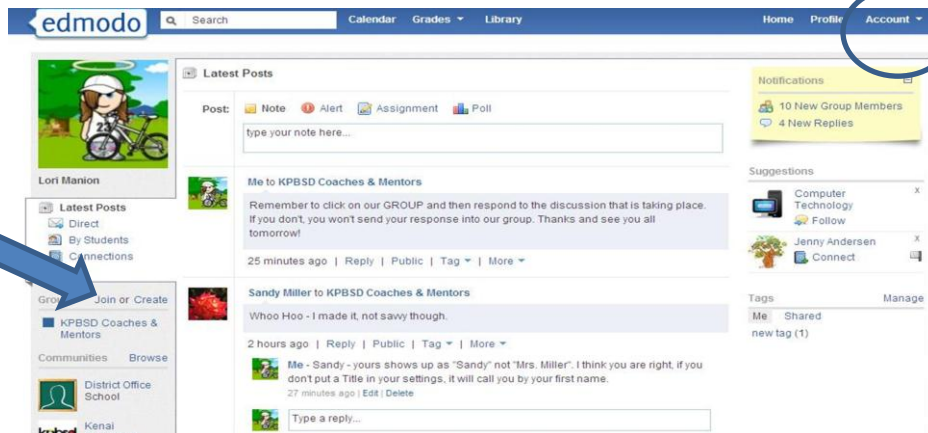 edmodo Search Calendar Grades Library Home Profile Account
Lori Manion
Latest Posts
Direct
By Students
Connections
Join or Create
KPBSD Coaches &
Mentors
Communities Browse
District Office
School
Kenai
Latest Posts
Post: Note Alert Assignment Poll
type your note here...
Me to KPBSD Coaches & Mentors
Remember to click on our GROUP and then respond to the discussion that is taking place.
If you don't, you won't send your response into our group. Thanks and see you all
tomorrow!
25 minutes ago | Reply | Public | Tag | More
Sandy Miller to KPBSD Coaches & Mentors
Whoo Hoo - I made it, not savvy though.
2 hours ago | Reply | Public | Tag | More
Me - Sandy - yours shows up as "Sandy" not "Mrs. Miller". I think you are right, if you
don't put a Title in your settings, it will call you by your first name.
27 minutes ago | Edit | Delete
Type a reply...
Notifications
10 New Group Members
4 New Replies
Suggestions
Computer x
Technology
Follow
Jenny Andersen x
Connect
Tags Manage
Me Shared
new tag (1)